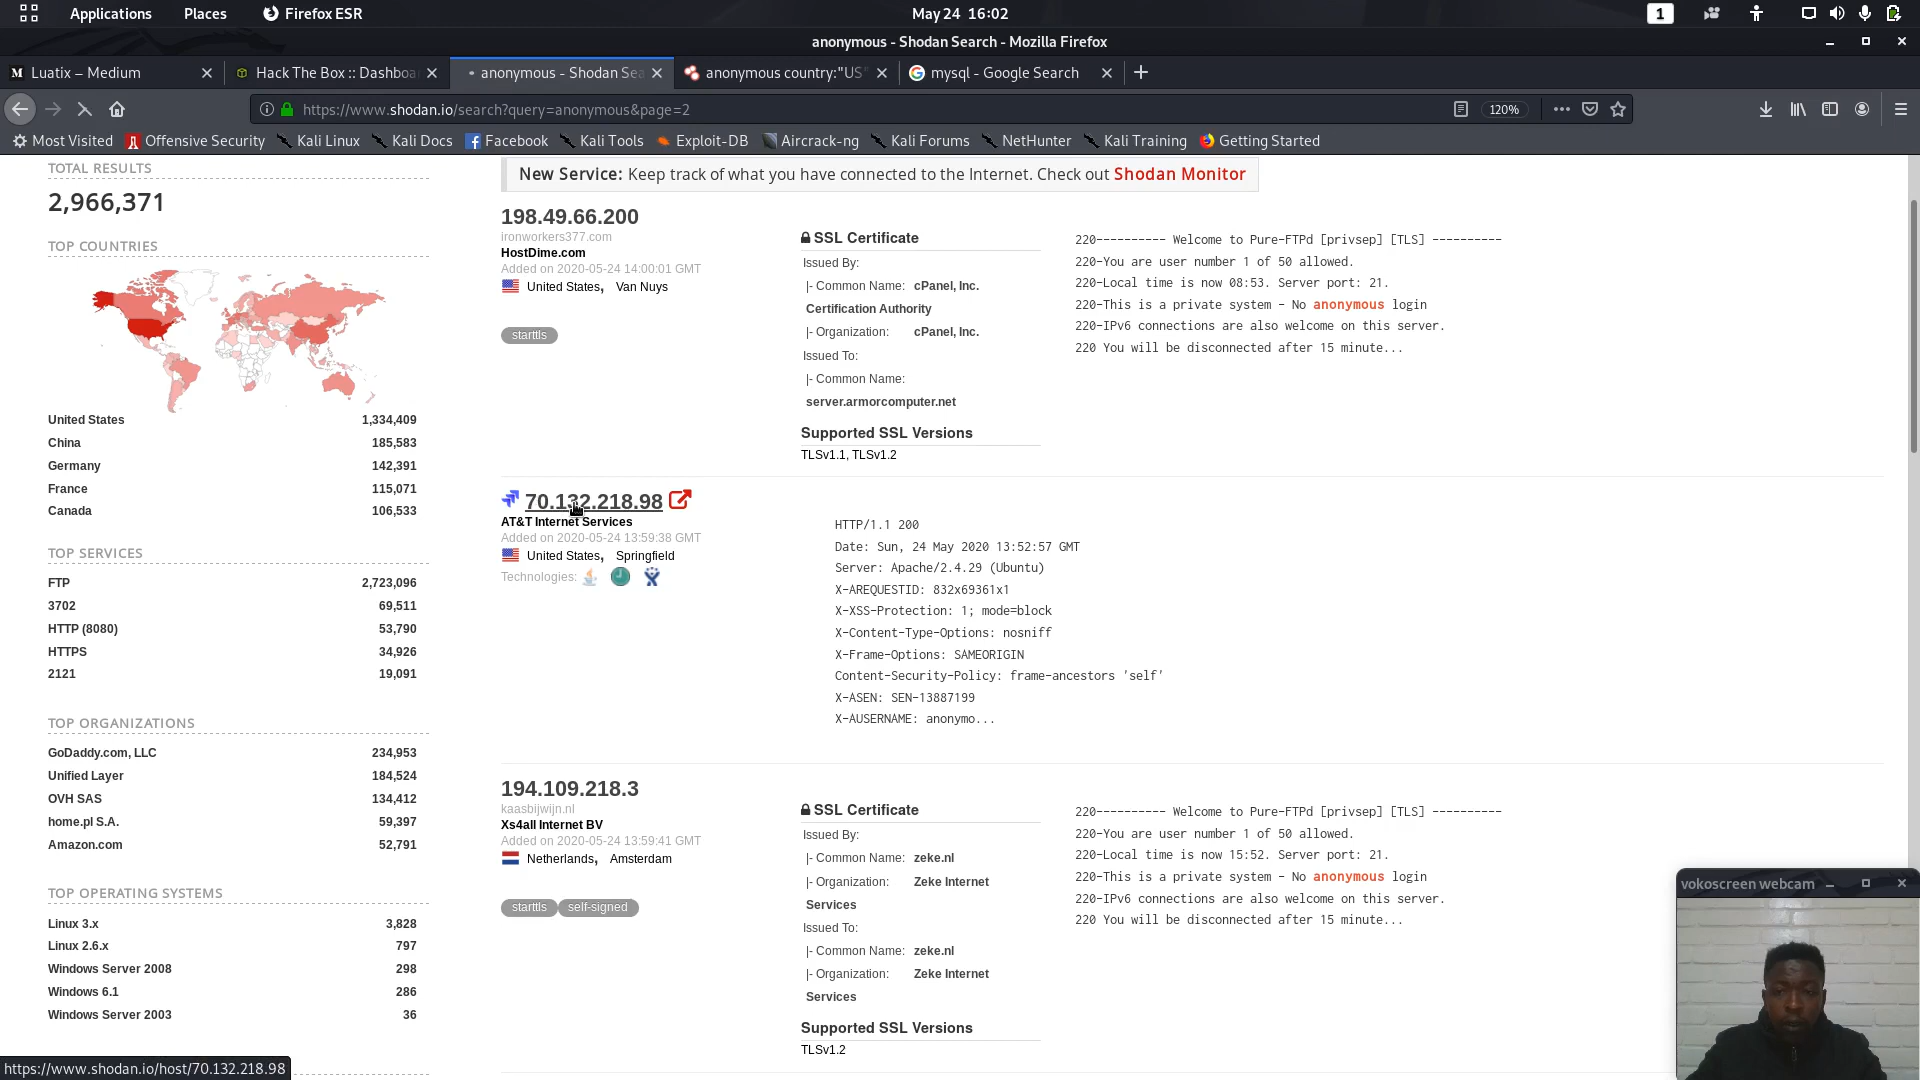 Applications
Places
Firefox ESR
May 24 16:02
1
anonymous - Shodan Search - Mozilla Firefox
Luatix – Medium
Hack The Box :: Dashboa
anonymous - Shodan Sea
anonymous country:"US"
mysql - Google Search
https://www.shodan.io/search?query=anonymous&page=2
120%
Most Visited
Offensive Security
Kali Linux
Kali Docs
Facebook
Kali Tools
Exploit-DB
Aircrack-ng
Kali Forums
NetHunter
Kali Training
Getting Started
TOTAL RESULTS
2,966,371
TOP COUNTRIES
United States 1,334,409
China 185,583
Germany 142,391
France 115,071
Canada 106,533
TOP SERVICES
FTP 2,723,096
3702 69,511
HTTP (8080) 53,790
HTTPS 34,926
2121 19,091
TOP ORGANIZATIONS
GoDaddy.com, LLC 234,953
Unified Layer 184,524
OVH SAS 134,412
home.pl S.A. 59,397
Amazon.com 52,791
TOP OPERATING SYSTEMS
Linux 3.x 3,828
Linux 2.6.x 797
Windows Server 2008 298
Windows 6.1 286
Windows Server 2003 36
New Service: Keep track of what you have connected to the Internet. Check out Shodan Monitor
198.49.66.200
ironworkers377.com
HostDime.com
Added on 2020-05-24 14:00:01 GMT
United States, Van Nuys
starttls
SSL Certificate
Issued By:
|- Common Name: cPanel, Inc.
Certification Authority
|- Organization: cPanel, Inc.
Issued To:
|- Common Name:
server.armorcomputer.net
Supported SSL Versions
TLSv1.1, TLSv1.2
220---------- Welcome to Pure-FTPd [privsep] [TLS] ----------
220-You are user number 1 of 50 allowed.
220-Local time is now 08:53. Server port: 21.
220-This is a private system - No anonymous login
220-IPv6 connections are also welcome on this server.
220 You will be disconnected after 15 minute...
70.132.218.98
AT&T Internet Services
Added on 2020-05-24 13:59:38 GMT
United States, Springfield
Technologies:
HTTP/1.1 200
Date: Sun, 24 May 2020 13:52:57 GMT
Server: Apache/2.4.29 (Ubuntu)
X-AREQUESTID: 832x69361x1
X-XSS-Protection: 1; mode=block
X-Content-Type-Options: nosniff
X-Frame-Options: SAMEORIGIN
Content-Security-Policy: frame-ancestors 'self'
X-ASEN: SEN-13887199
X-AUSERNAME: anonymo...
194.109.218.3
kaasbijwijn.nl
Xs4all Internet BV
Added on 2020-05-24 13:59:41 GMT
Netherlands, Amsterdam
starttls
self-signed
SSL Certificate
Issued By:
|- Common Name: zeke.nl
|- Organization: Zeke Internet
Services
Issued To:
|- Common Name: zeke.nl
|- Organization: Zeke Internet
Services
Supported SSL Versions
TLSv1.2
220---------- Welcome to Pure-FTPd [privsep] [TLS] ----------
220-You are user number 1 of 50 allowed.
220-Local time is now 15:52. Server port: 21.
220-This is a private system - No anonymous login
220-IPv6 connections are also welcome on this server.
220 You will be disconnected after 15 minute...
vokoscreen webcam
https://www.shodan.io/host/70.132.218.98